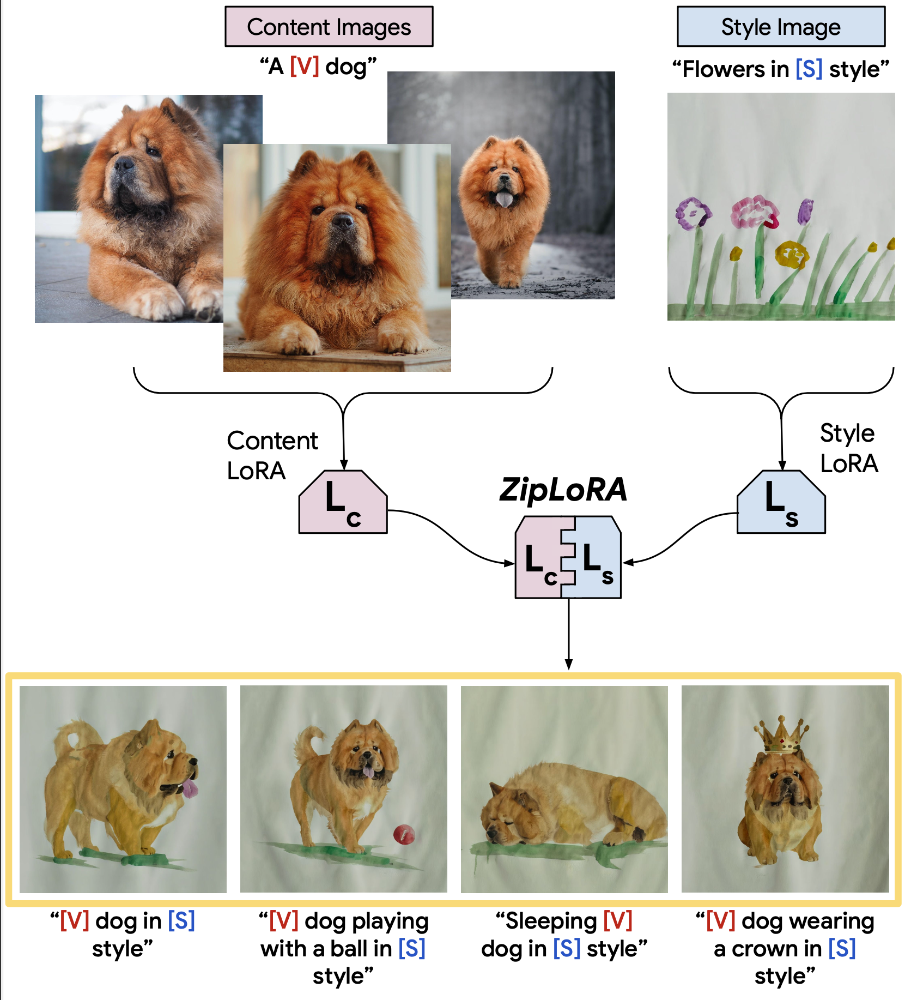 Content Images
“A [V] dog”
Style Image
“Flowers in [S] style”
Content
LoRA
Style
LoRA
Lc
ZipLoRA
Ls
Lc
Ls
“[V] dog in [S]
style”
“[V] dog playing
with a ball in [S]
style”
“Sleeping [V]
dog in [S] style”
“[V] dog wearing
a crown in [S]
style”